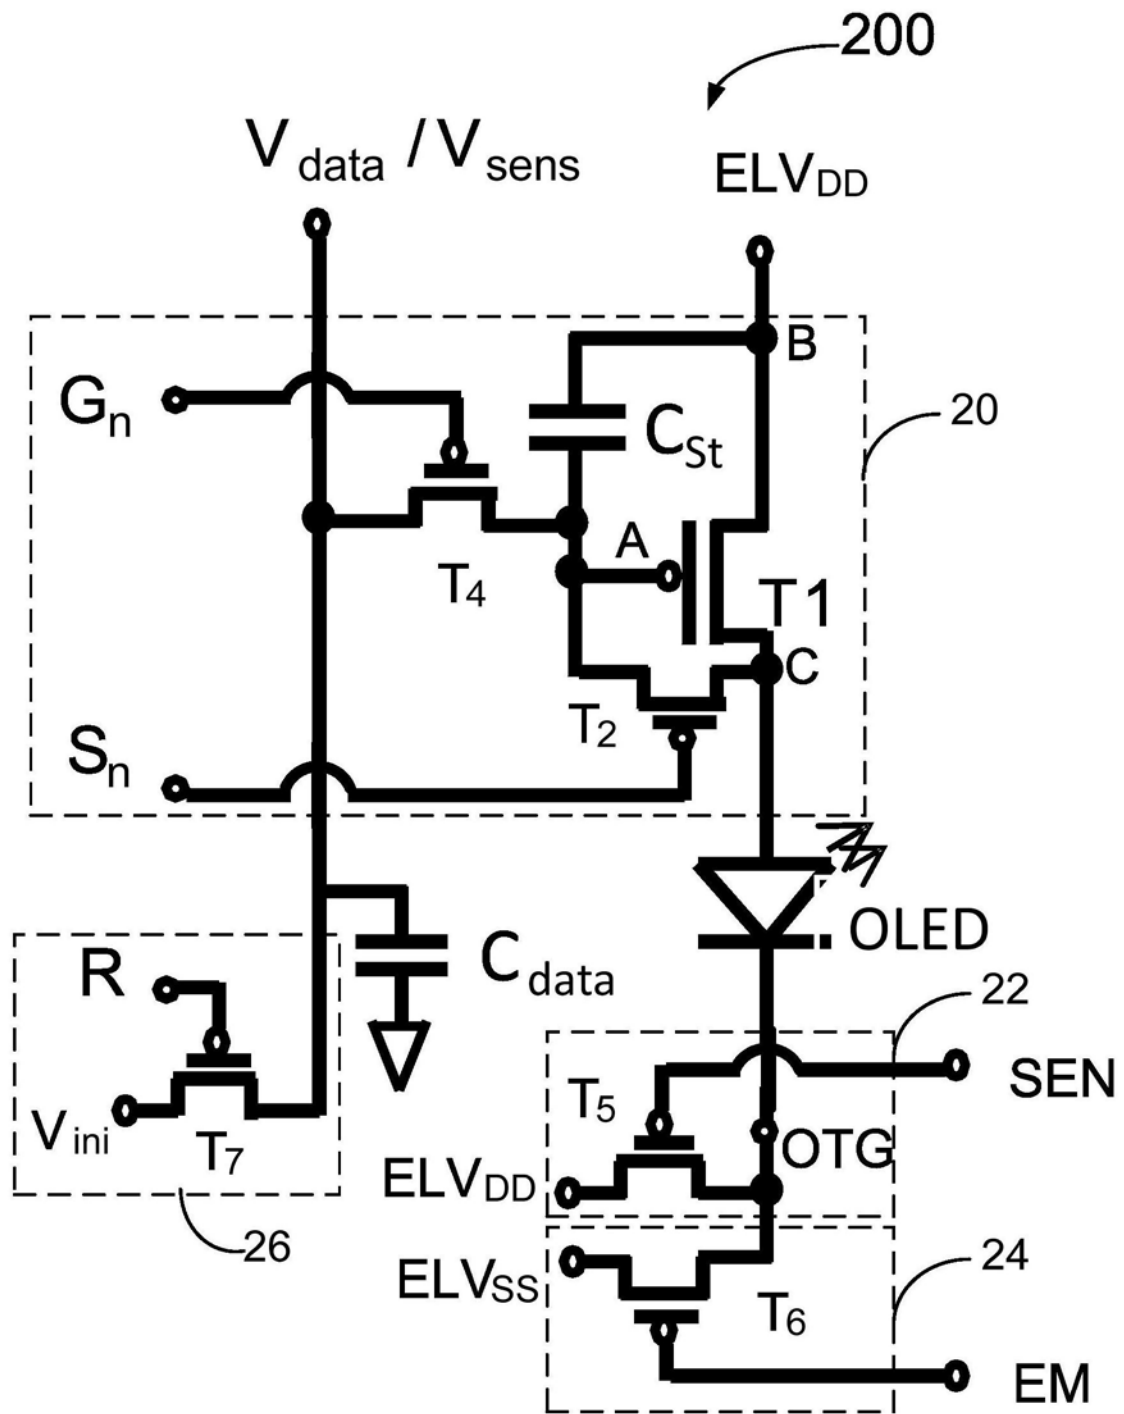 200
Vdata / Vsens
ELVDD
B
Gn
20
CSt
A
T4
T1
C
T2
Sn
OLED
R
Cdata
22
SEN
T5
Vini
T7
OTG
ELVDD
26
24
ELVSS
T6
EM